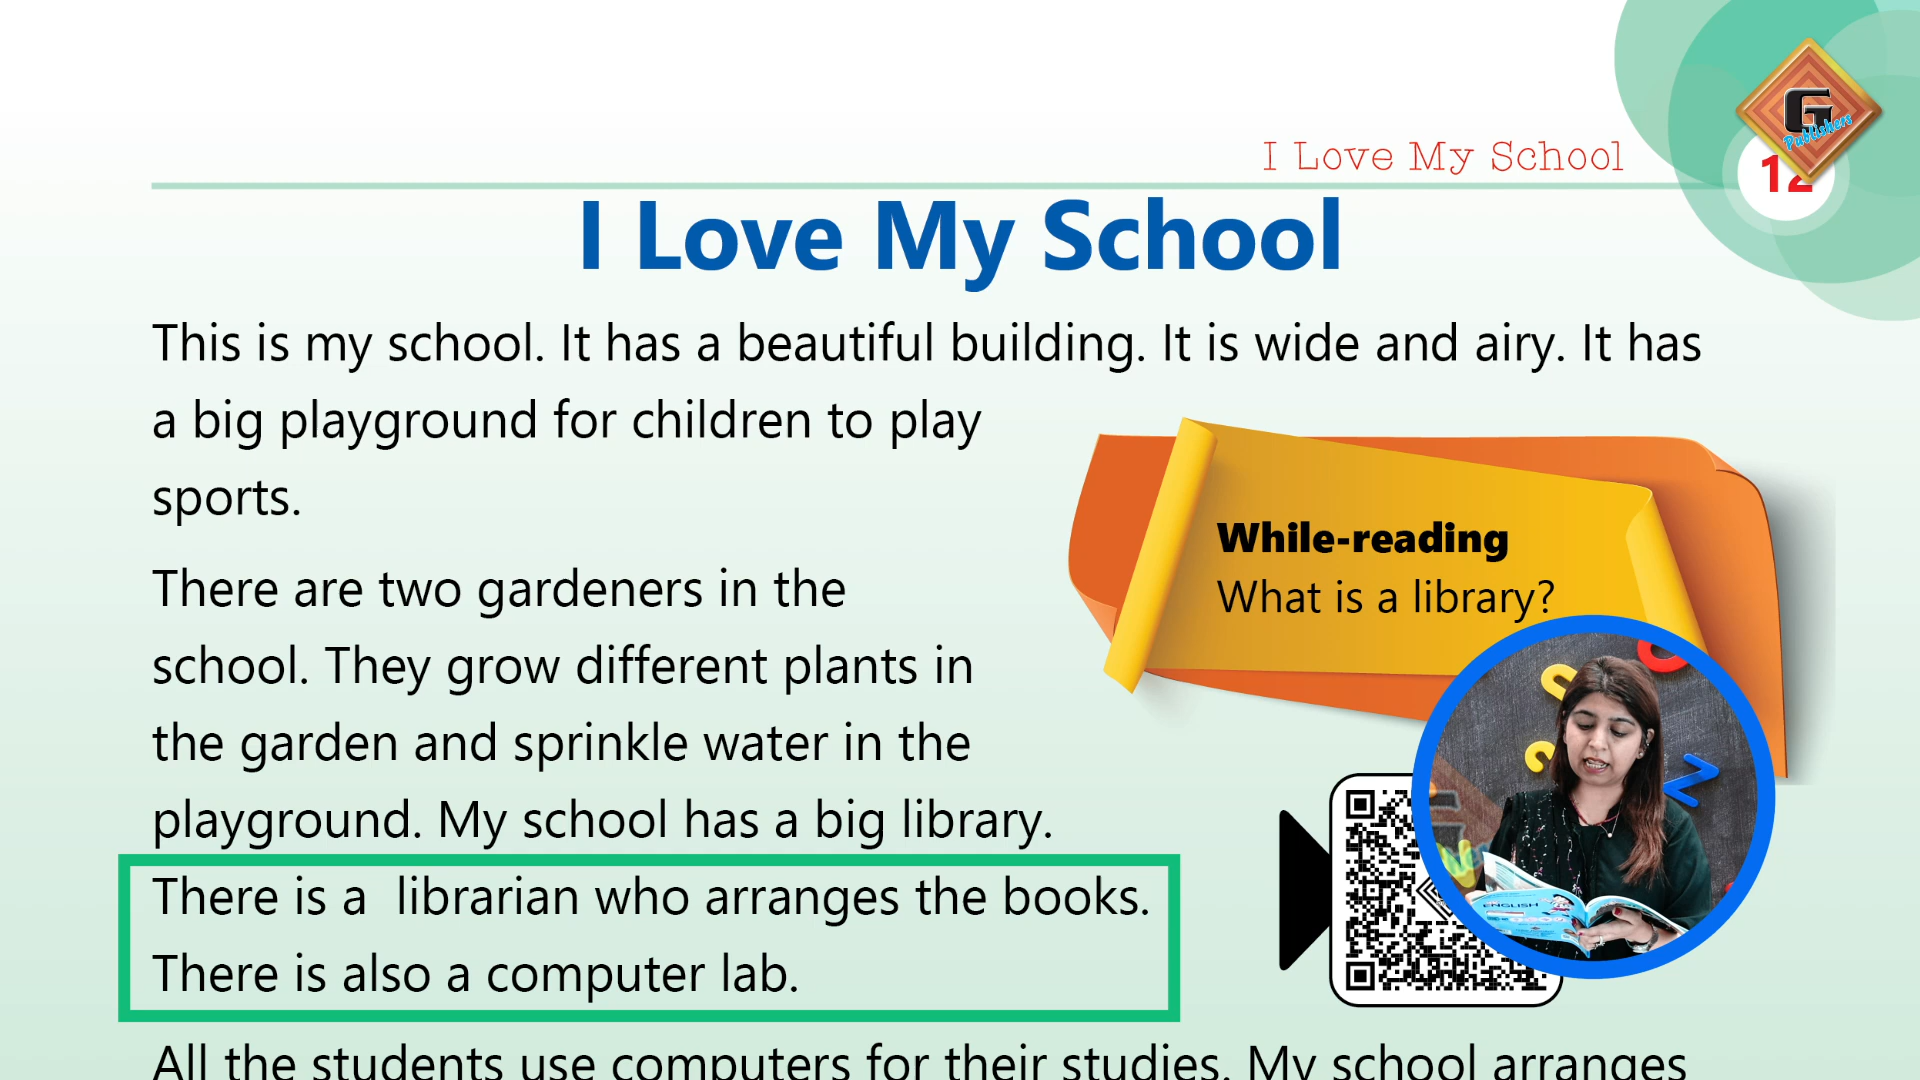 G
Publishers
I Love My School
12
I Love My School
This is my school. It has a beautiful building. It is wide and airy. It has
a big playground for children to play
sports.
There are two gardeners in the
school. They grow different plants in
the garden and sprinkle water in the
playground. My school has a big library.
There is a  librarian who arranges the books.
There is also a computer lab.
All the students use computers for their studies. My school arranges
While-reading
What is a library?
ENGLISH